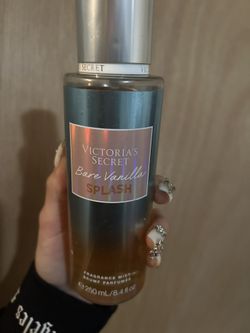 SECRET
VICTORIA'S
SECRET
Bare Vanilla
SPLASH
FRAGRANCE MIST
BRUME PARFUMÉE
e 250 mL/8.4 fl oz